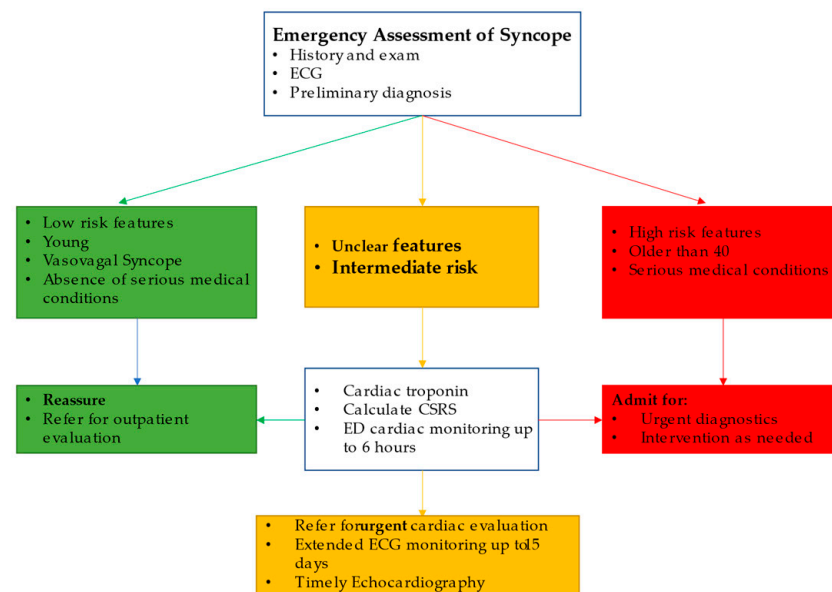 Emergency Assessment of Syncope
• History and exam
• ECG
• Preliminary diagnosis
• Low risk features
• Young
• Vasovagal Syncope
• Absence of serious medical
conditions
• Unclear features
• Intermediate risk
• High risk features
• Older than 40
• Serious medical conditions
• Reassure
• Refer for outpatient
evaluation
• Cardiac troponin
• Calculate CSRS
• ED cardiac monitoring up
to 6 hours
Admit for:
• Urgent diagnostics
• Intervention as needed
• Refer forurgent cardiac evaluation
• Extended ECG monitoring up to15
days
• Timely Echocardiography